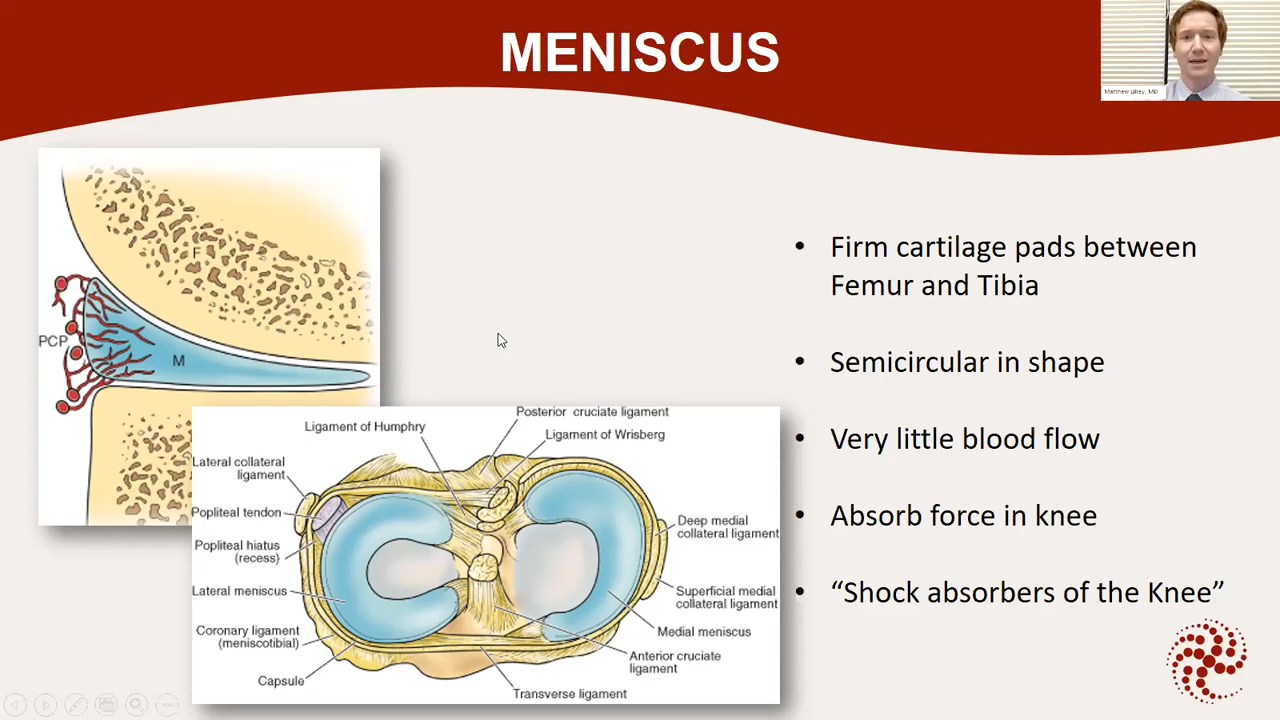 MENISCUS
Matthew Lilley, MD
F
PCP
M
Posterior cruciate ligament
Ligament of Humphry
Ligament of Wrisberg
Lateral collateral
ligament
Popliteal tendon
Popliteal hiatus
(recess)
Lateral meniscus
Coronary ligament
(meniscotibial)
Capsule
Deep medial
collateral ligament
Superficial medial
collateral ligament
Medial meniscus
Anterior cruciate
ligament
Transverse ligament
• Firm cartilage pads between
Femur and Tibia
• Semicircular in shape
• Very little blood flow
• Absorb force in knee
• “Shock absorbers of the Knee”